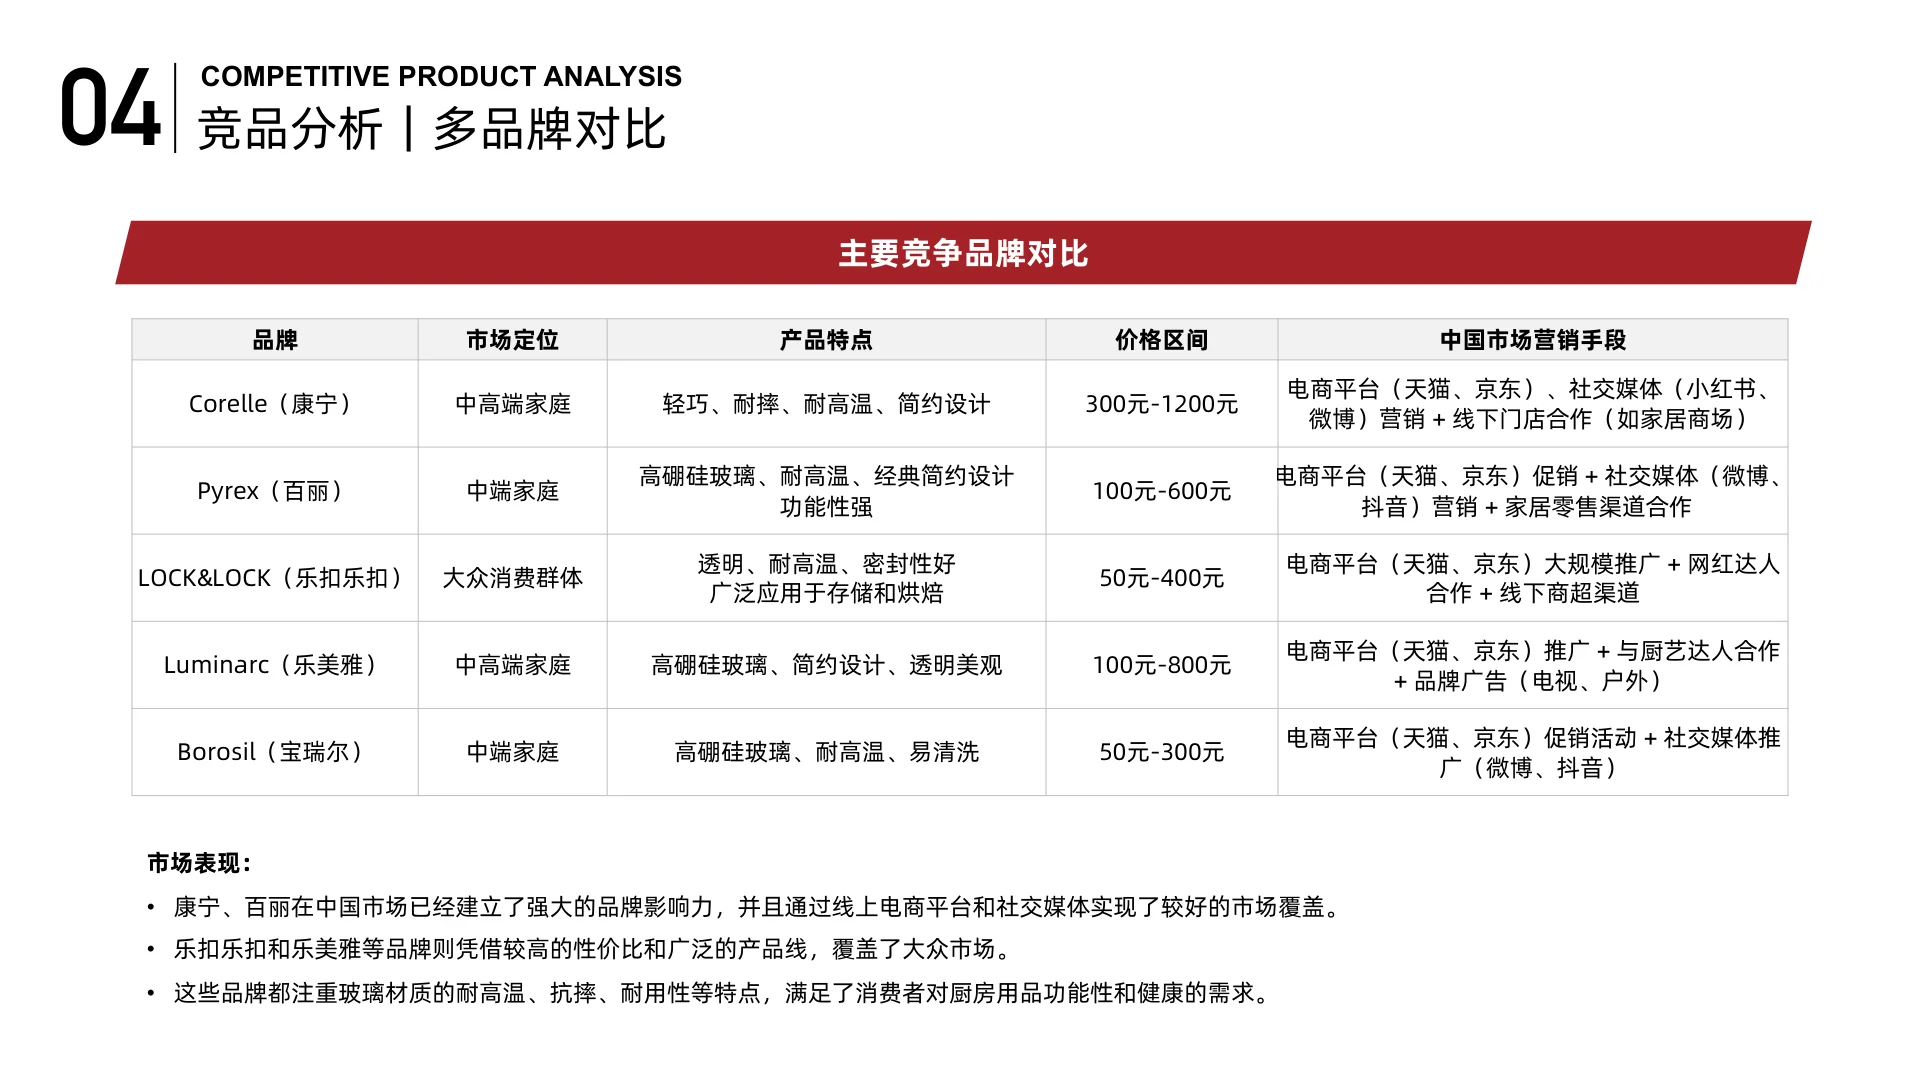 04
COMPETITIVE PRODUCT ANALYSIS
竞品分析｜多品牌对比
主要竞争品牌对比
品牌 市场定位 产品特点 价格区间 中国市场营销手段
Corelle（康宁） 中高端家庭 轻巧、耐摔、耐高温、简约设计 300元-1200元 电商平台（天猫、京东）、社交媒体（小红书、
微博）营销 + 线下门店合作（如家居商场）
Pyrex（百丽） 中端家庭 高硼硅玻璃、耐高温、经典简约设计
功能性强
100元-600元 电商平台（天猫、京东）促销 + 社交媒体（微博、
抖音）营销 + 家居零售渠道合作
LOCK&LOCK（乐扣乐扣） 大众消费群体 透明、耐高温、密封性好
广泛应用于存储和烘焙
50元-400元 电商平台（天猫、京东）大规模推广 + 网红达人
合作 + 线下商超渠道
Luminarc（乐美雅） 中高端家庭 高硼硅玻璃、简约设计、透明美观 100元-800元 电商平台（天猫、京东）推广 + 与厨艺达人合作
+ 品牌广告（电视、户外）
Borosil（宝瑞尔） 中端家庭 高硼硅玻璃、耐高温、易清洗 50元-300元 电商平台（天猫、京东）促销活动 + 社交媒体推
广（微博、抖音）
市场表现：
• 康宁、百丽在中国市场已经建立了强大的品牌影响力，并且通过线上电商平台和社交媒体实现了较好的市场覆盖。
• 乐扣乐扣和乐美雅等品牌则凭借较高的性价比和广泛的产品线，覆盖了大众市场。
• 这些品牌都注重玻璃材质的耐高温、抗摔、耐用性等特点，满足了消费者对厨房用品功能性和健康的需求。